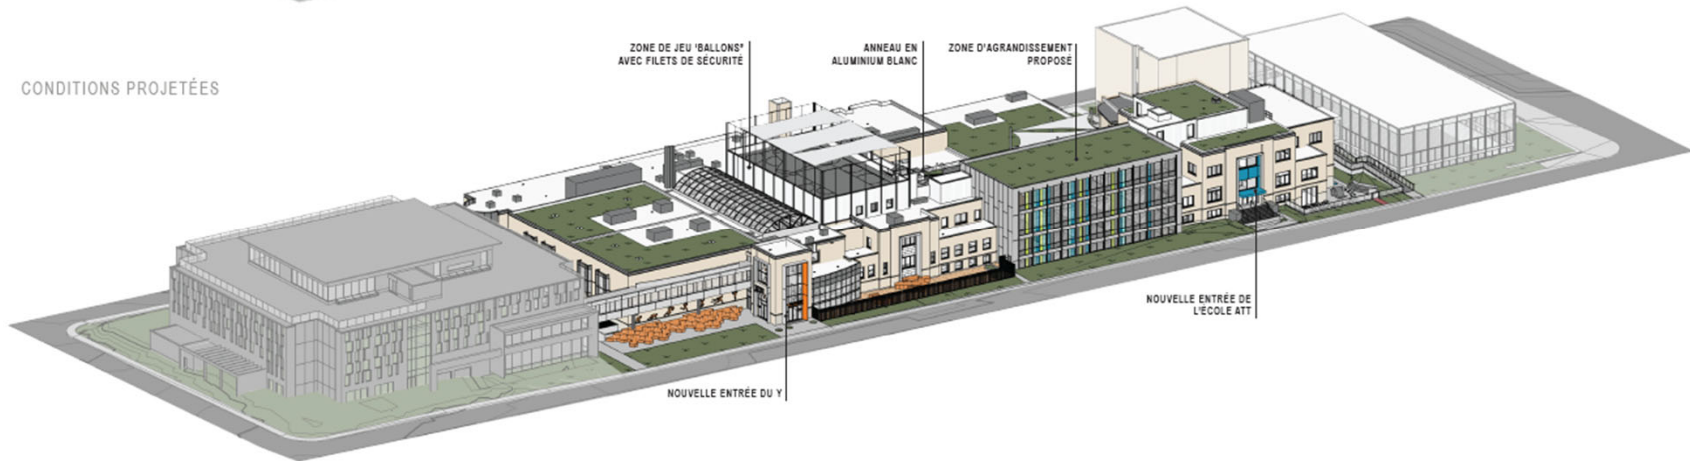 CONDITIONS PROJETÉES
ZONE DE JEU "BALLONS"
AVEC FILETS DE SÉCURITÉ
ANNEAU EN
ALUMINIUM BLANC
ZONE D'AGRANDISSEMENT
PROPOSÉ
NOUVELLE ENTRÉE DE
L'ÉCOLE ATT
NOUVELLE ENTRÉE DU Y